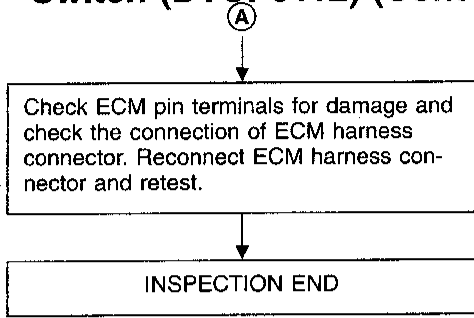 A
Check ECM pin terminals for damage and
check the connection of ECM harness
connector. Reconnect ECM harness con-
nector and retest.
INSPECTION END